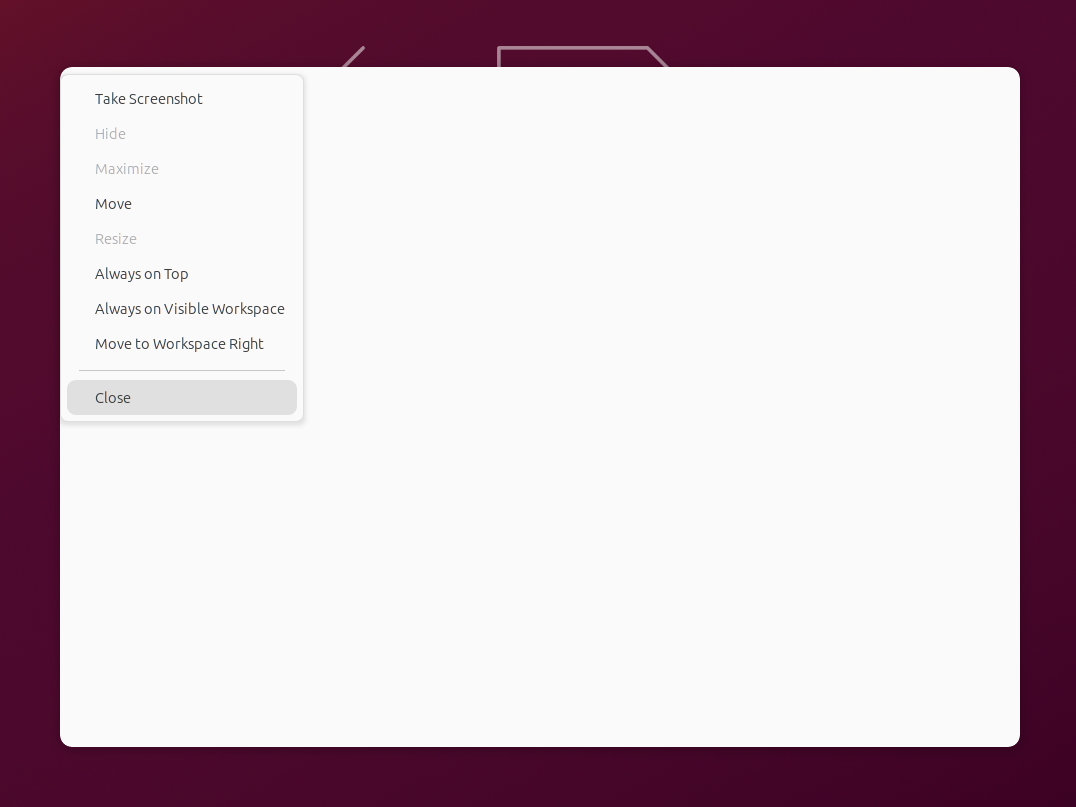 Take Screenshot
Hide
Maximize
Move
Resize
Always on Top
Always on Visible Workspace
Move to Workspace Right
Close